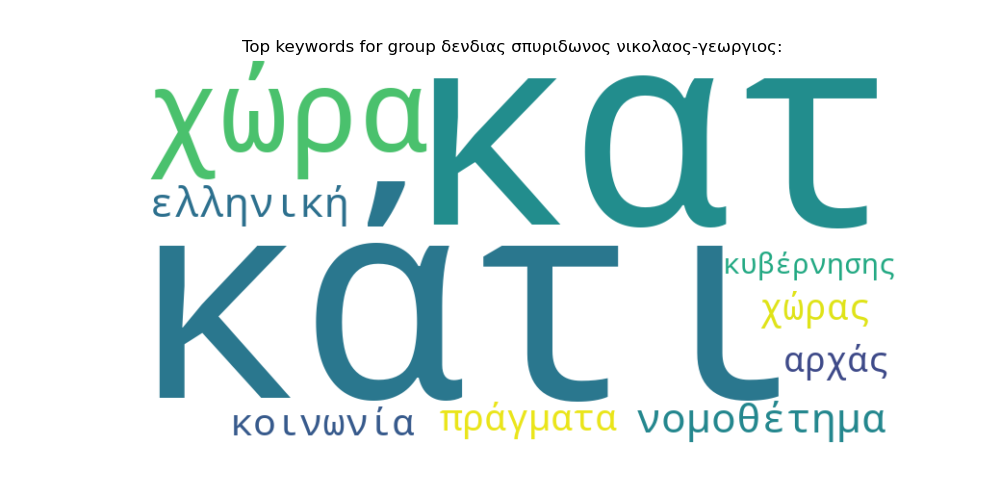 Top keywords for group δενδιας σπυριδωνος νικολαος-γεωργιος:
χώρα
κατ
ελληνική
κάτι
κυβέρνησης
χώρας
αρχάς
κοινωνία
πράγματα
νομοθέτημα